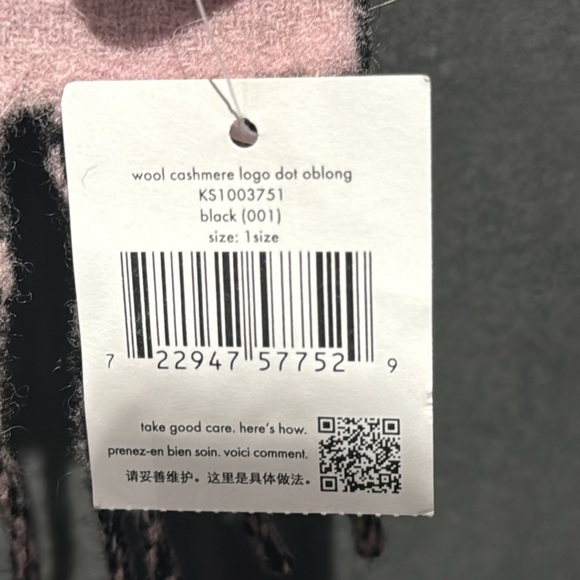 wool cashmere logo dot oblong
KS1003751
black (001)
size: 1size
7 22947 57752 9
take good care. here's how.
prenez-en bien soin. voici comment.
请妥善维护。这里是具体做法。